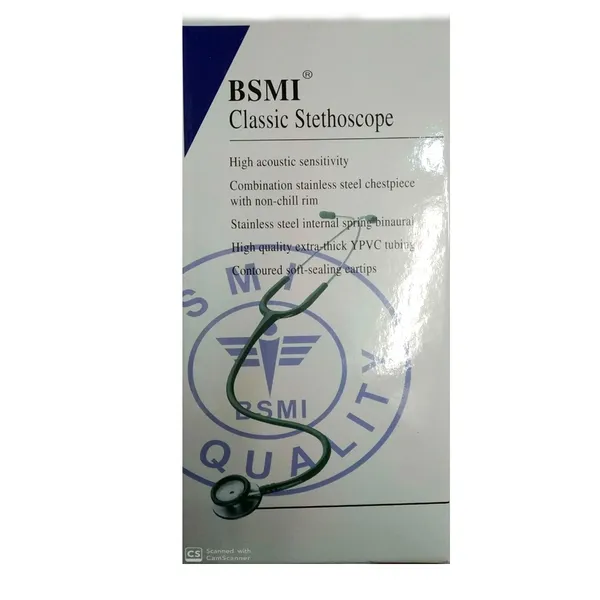 BSMI®
Classic Stethoscope
High acoustic sensitivity
Combination stainless steel chestpiece
with non-chill rim
Stainless steel internal spring binaural
High quality extra-thick YPVC tubing
Contoured soft-sealing eartips
SMI
BSMI
QUALITY
CS Scanned with
CamScanner